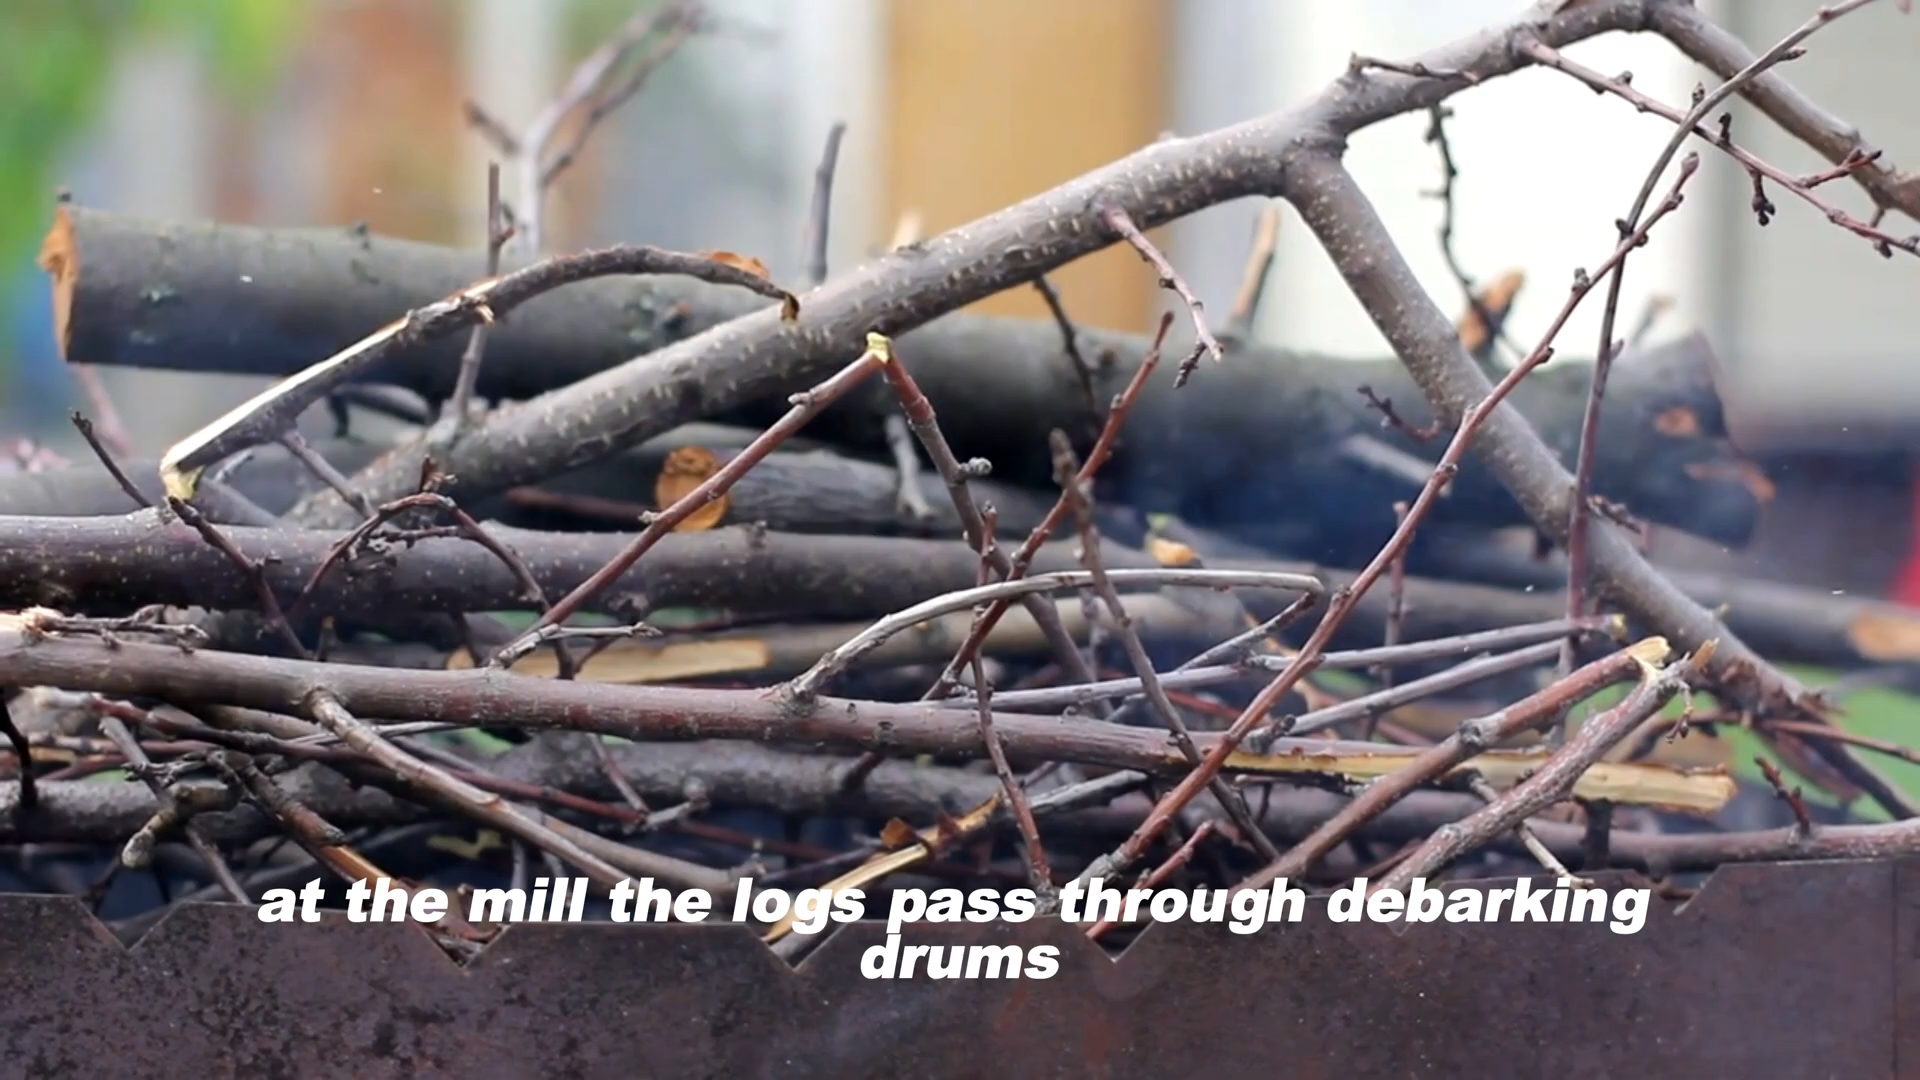 at the mill the logs pass through debarking
drums